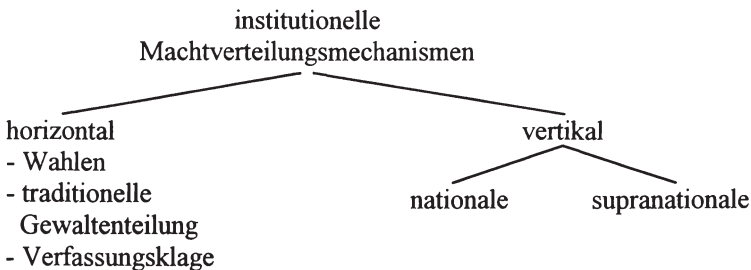 institutionelle
Machtverteilungsmechanismen
horizontal
- Wahlen
- traditionelle
Gewaltenteilung
- Verfassungsklage
vertikal
nationale
supranationale